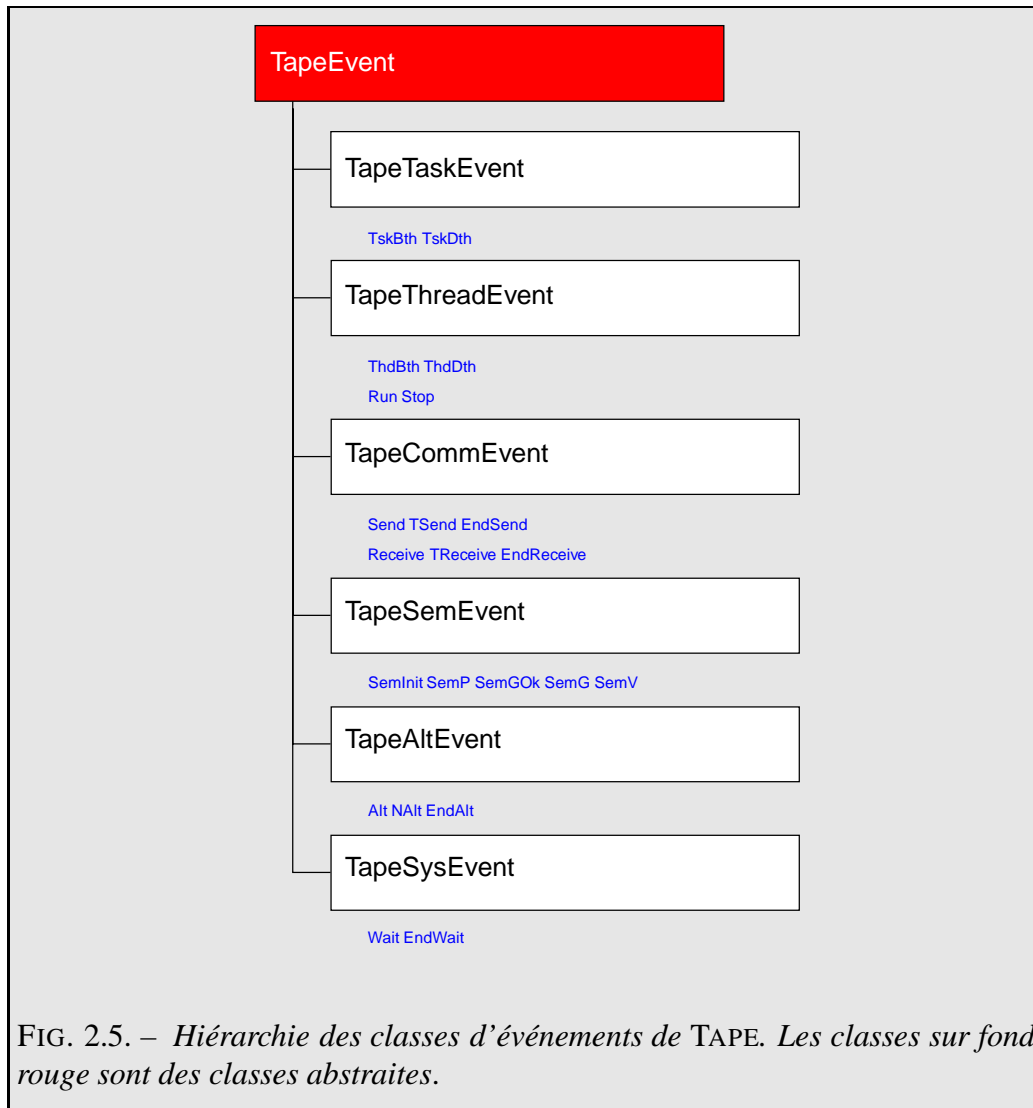 TapeEvent
TapeTaskEvent
TskBth TskDth
TapeThreadEvent
ThdBth ThdDth
Run Stop
TapeCommEvent
Send TSend EndSend
Receive TReceive EndReceive
TapeSemEvent
SemInit SemP SemGOk SemG SemV
TapeAltEvent
Alt NAlt EndAlt
TapeSysEvent
Wait EndWait
FIG. 2.5. – Hiérarchie des classes d'événements de TAPE. Les classes sur fond
rouge sont des classes abstraites.